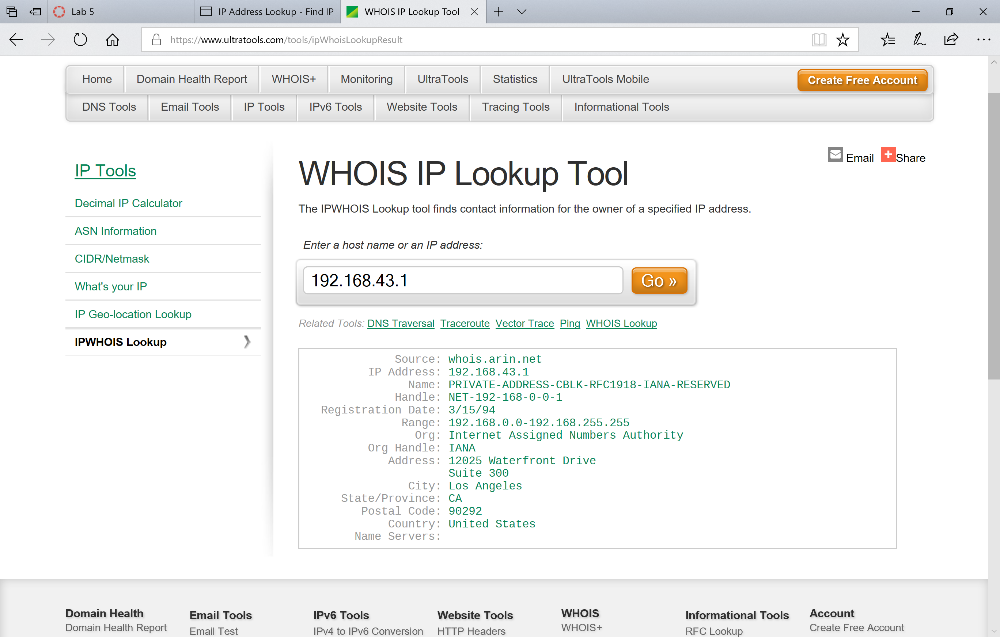 Lab 5
IP Address Lookup - Find IP
WHOIS IP Lookup Tool
https://www.ultratools.com/tools/ipWhoisLookupResult
Home
Domain Health Report
WHOIS+
Monitoring
UltraTools
Statistics
UltraTools Mobile
Create Free Account
DNS Tools
Email Tools
IP Tools
IPv6 Tools
Website Tools
Tracing Tools
Informational Tools
Email
Share
IP Tools
Decimal IP Calculator
ASN Information
CIDR/Netmask
What's your IP
IP Geo-location Lookup
IPWHOIS Lookup
WHOIS IP Lookup Tool
The IPWHOIS Lookup tool finds contact information for the owner of a specified IP address.
Enter a host name or an IP address:
192.168.43.1
Go »
Related Tools: DNS Traversal Traceroute Vector Trace Ping WHOIS Lookup
Source: whois.arin.net
IP Address: 192.168.43.1
Name: PRIVATE-ADDRESS-CBLK-RFC1918-IANA-RESERVED
Handle: NET-192-168-0-0-1
Registration Date: 3/15/94
Range: 192.168.0.0-192.168.255.255
Org: Internet Assigned Numbers Authority
Org Handle: IANA
Address: 12025 Waterfront Drive
Suite 300
City: Los Angeles
State/Province: CA
Postal Code: 90292
Country: United States
Name Servers:
Domain Health
Domain Health Report
Email Tools
Email Test
IPv6 Tools
IPv4 to IPv6 Conversion
Website Tools
HTTP Headers
WHOIS
WHOIS+
Informational Tools
RFC Lookup
Account
Create Free Account